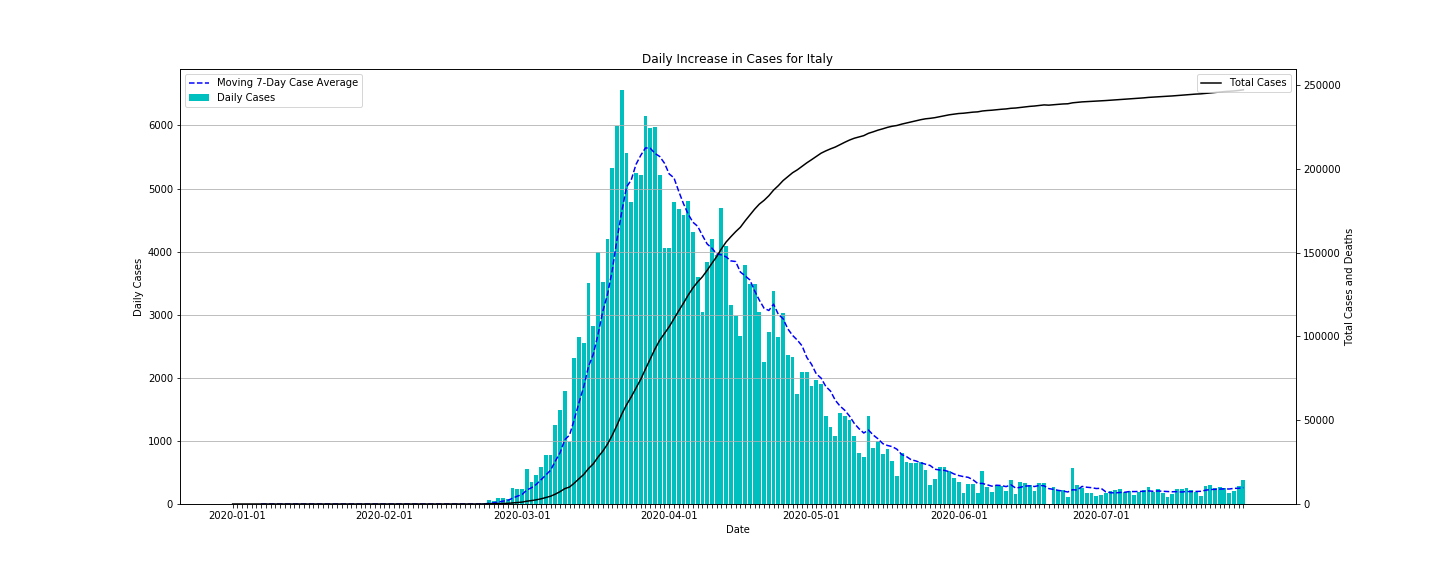 Daily Increase in Cases for Italy
Moving 7-Day Case Average
Daily Cases
Total Cases
6000
5000
4000
3000
2000
1000
0
Daily Cases
250000
200000
150000
100000
50000
0
Total Cases and Deaths
2020-01-01 2020-02-01 2020-03-01 2020-04-01 2020-05-01 2020-06-01 2020-07-01
Date